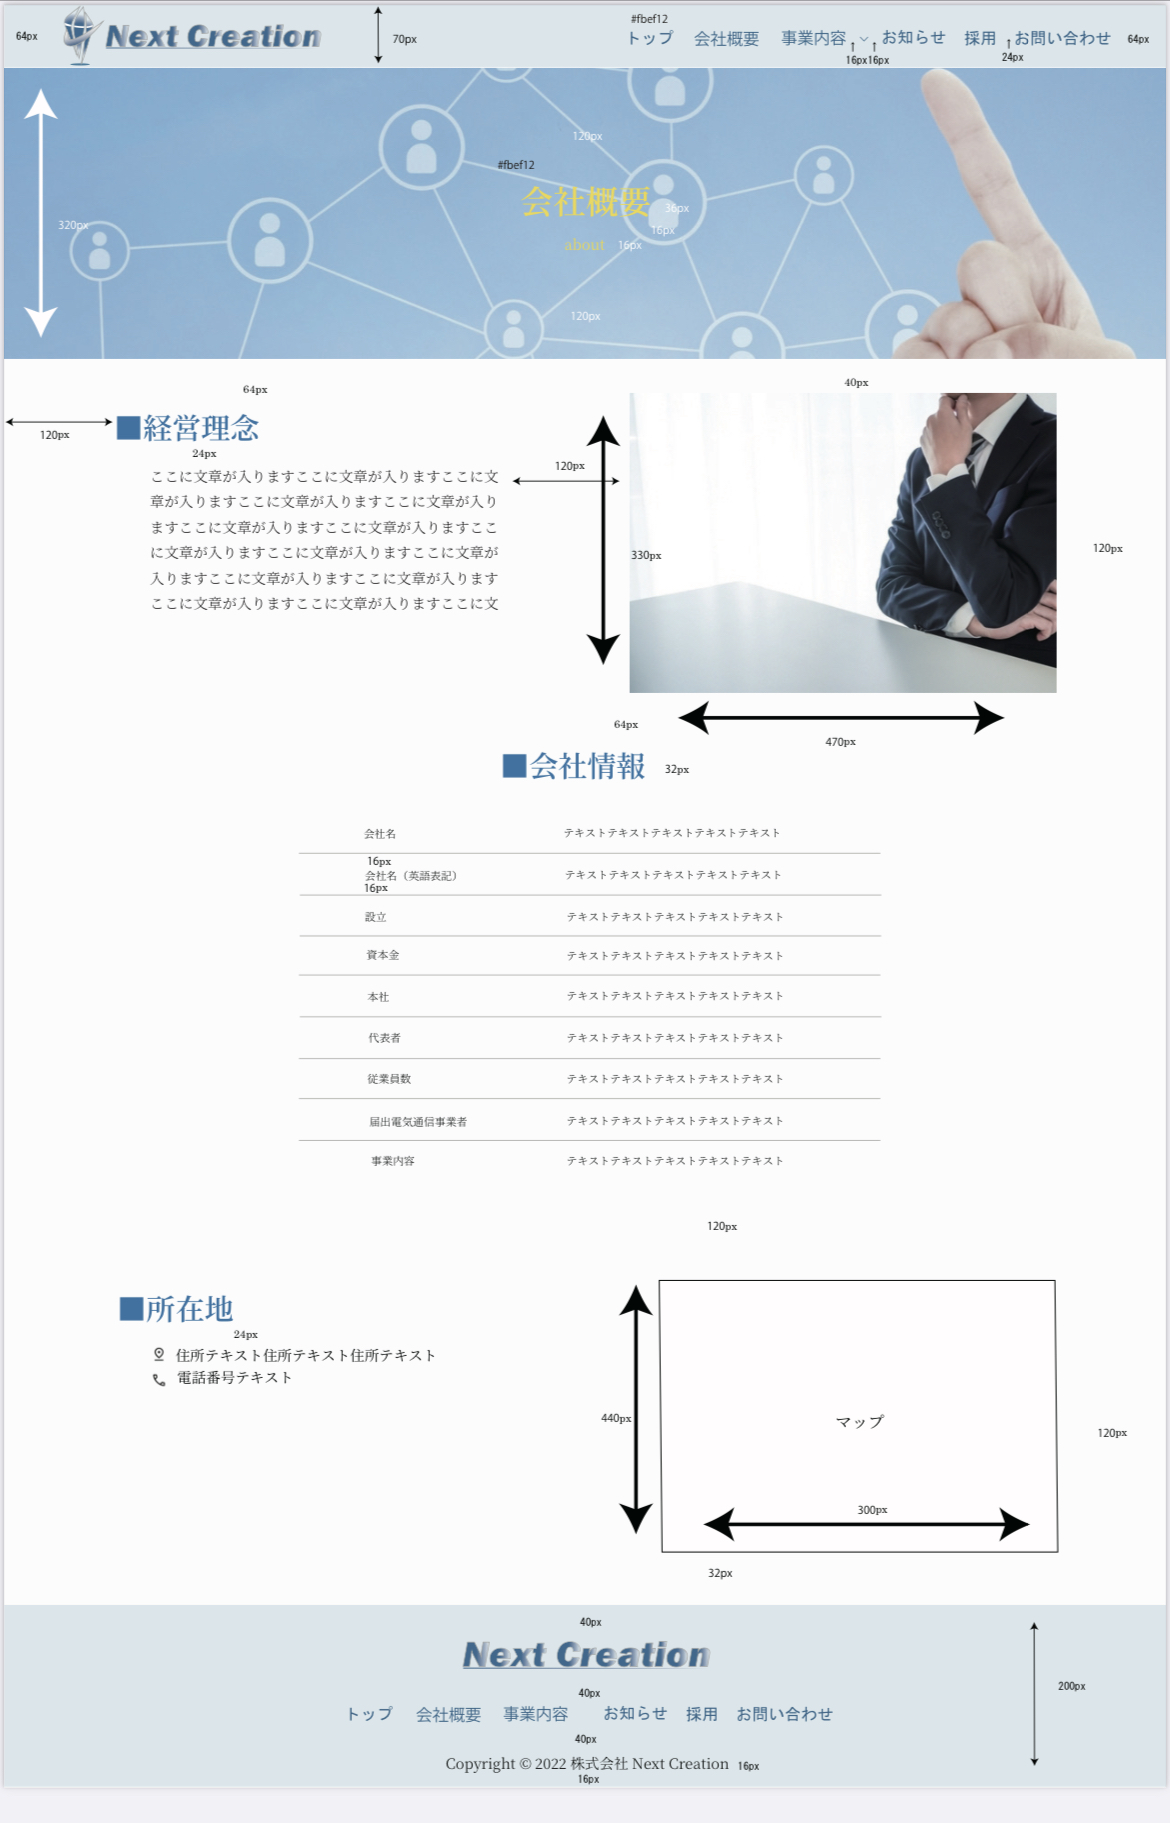 #fbef12
64px
Next Creation
70px
トップ 会社概要 事業内容 お知らせ 採用 お問い合わせ
64px
16px16px
24px
120px
#fbef12
会社概要
36px
320px
16px
about 16px
120px
64px
40px
■経営理念
120px
24px
ここに文章が入りますここに文章が入りますここに文
章が入りますここに文章が入りますここに文章が入り
ますここに文章が入りますここに文章が入りますここ
に文章が入りますここに文章が入りますここに文章が
入りますここに文章が入りますここに文章が入ります
ここに文章が入りますここに文章が入りますここに文
120px
330px
120px
64px
470px
■会社情報 32px
会社名 テキストテキストテキストテキストテキスト
16px
会社名（英語表記） テキストテキストテキストテキストテキスト
16px
設立 テキストテキストテキストテキストテキスト
資本金 テキストテキストテキストテキストテキスト
本社 テキストテキストテキストテキストテキスト
代表者 テキストテキストテキストテキストテキスト
従業員数 テキストテキストテキストテキストテキスト
届出電気通信事業者 テキストテキストテキストテキストテキスト
事業内容 テキストテキストテキストテキストテキスト
120px
■所在地
24px
住所テキスト住所テキスト住所テキスト
電話番号テキスト
440px
マップ
120px
300px
32px
40px
Next Creation
200px
40px
トップ 会社概要 事業内容 お知らせ 採用 お問い合わせ
40px
Copyright © 2022 株式会社 Next Creation 16px
16px